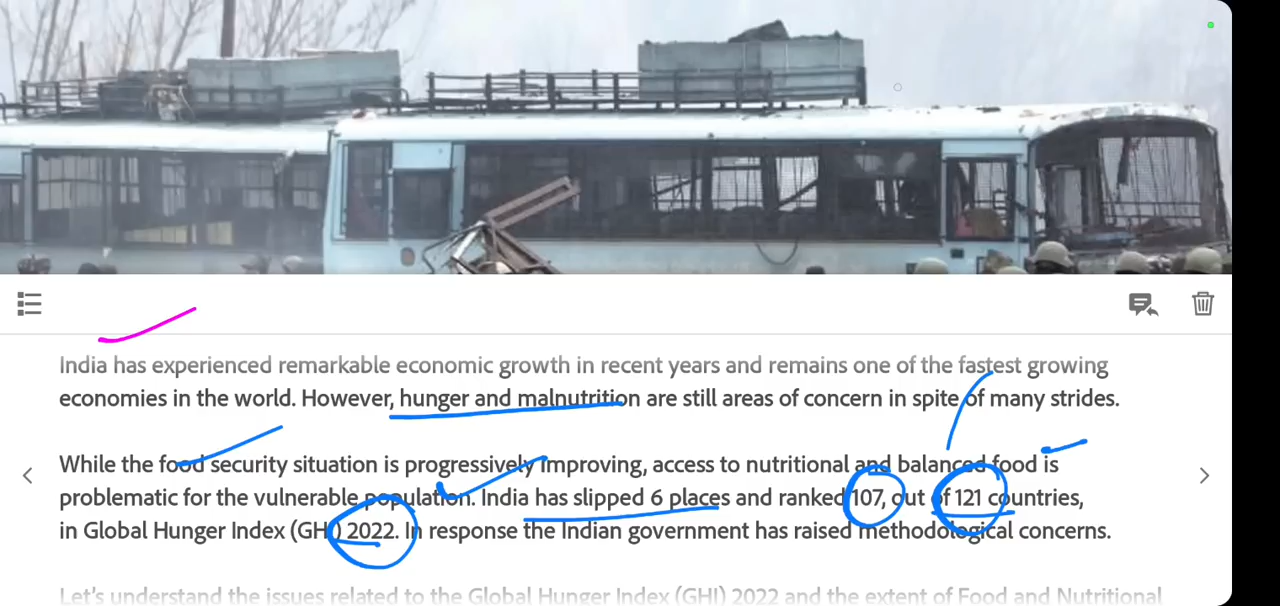 India has experienced remarkable economic growth in recent years and remains one of the fastest growing
economies in the world. However, hunger and malnutrition are still areas of concern in spite of many strides.
While the food security situation is progressively improving, access to nutritional and balanced food is
problematic for the vulnerable population. India has slipped 6 places and ranked 107, out of 121 countries,
in Global Hunger Index (GHI) 2022. In response the Indian government has raised methodological concerns.
Let's understand the issues related to the Global Hunger Index (GHI) 2022 and the extent of Food and Nutritional